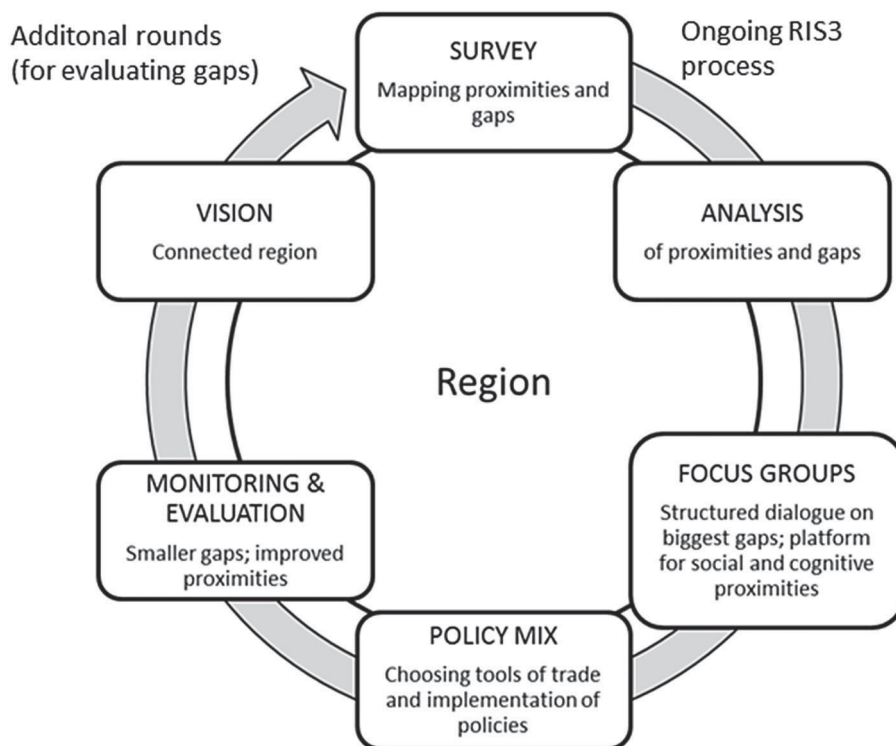 Additonal rounds
(for evaluating gaps)
Ongoing RIS3
process
SURVEY
Mapping proximities and
gaps
ANALYSIS
of proximities and gaps
FOCUS GROUPS
Structured dialogue on
biggest gaps; platform
for social and cognitive
proximities
POLICY MIX
Choosing tools of trade
and implementation of
policies
MONITORING &
EVALUATION
Smaller gaps; improved
proximities
VISION
Connected region
Region